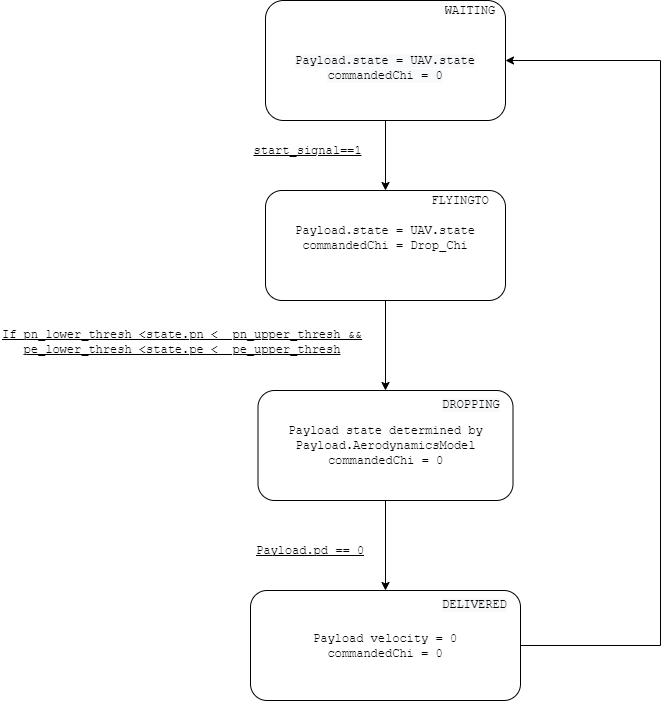 WAITING
Payload.state = UAV.state
commandedChi = 0
start_signal==1
FLYINGTO
Payload.state = UAV.state
commandedChi = Drop_Chi
If pn_lower_thresh <state.pn < pn_upper_thresh &&
pe_lower_thresh <state.pe < pe_upper_thresh
DROPPING
Payload state determined by
Payload.AerodynamicsModel
commandedChi = 0
Payload.pd == 0
DELIVERED
Payload velocity = 0
commandedChi = 0